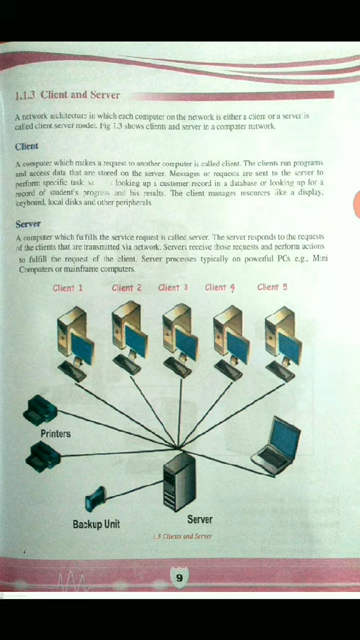 1.1.3 Client and Server
A network architecture in which each computer on the network is either a client or a server is
called client server model. Fig 1.3 shows clients and server in a computer network.
Client
A computer which makes a request to another computer is called client. The clients run programs
and access data that are stored on the server. Messages or requests are sent to the server to
perform specific task looking up a customer record in a database or looking up for a
record of student's progress and his results. The client manages resources like a display,
keyboard, local disks and other peripherals.
Server
A computer which fulfills the service request is called server. The server responds to the requests
of the clients that are transmitted via network. Servers receive those requests and perform actions
to fulfill the request of the client. Server processes typically on powerful PCs e.g., Mini
Computers or mainframe computers.
Client 1 Client 2 Client 3 Client 4 Client 5
Printers
Backup Unit
Server
1.3 Clients and Server
9